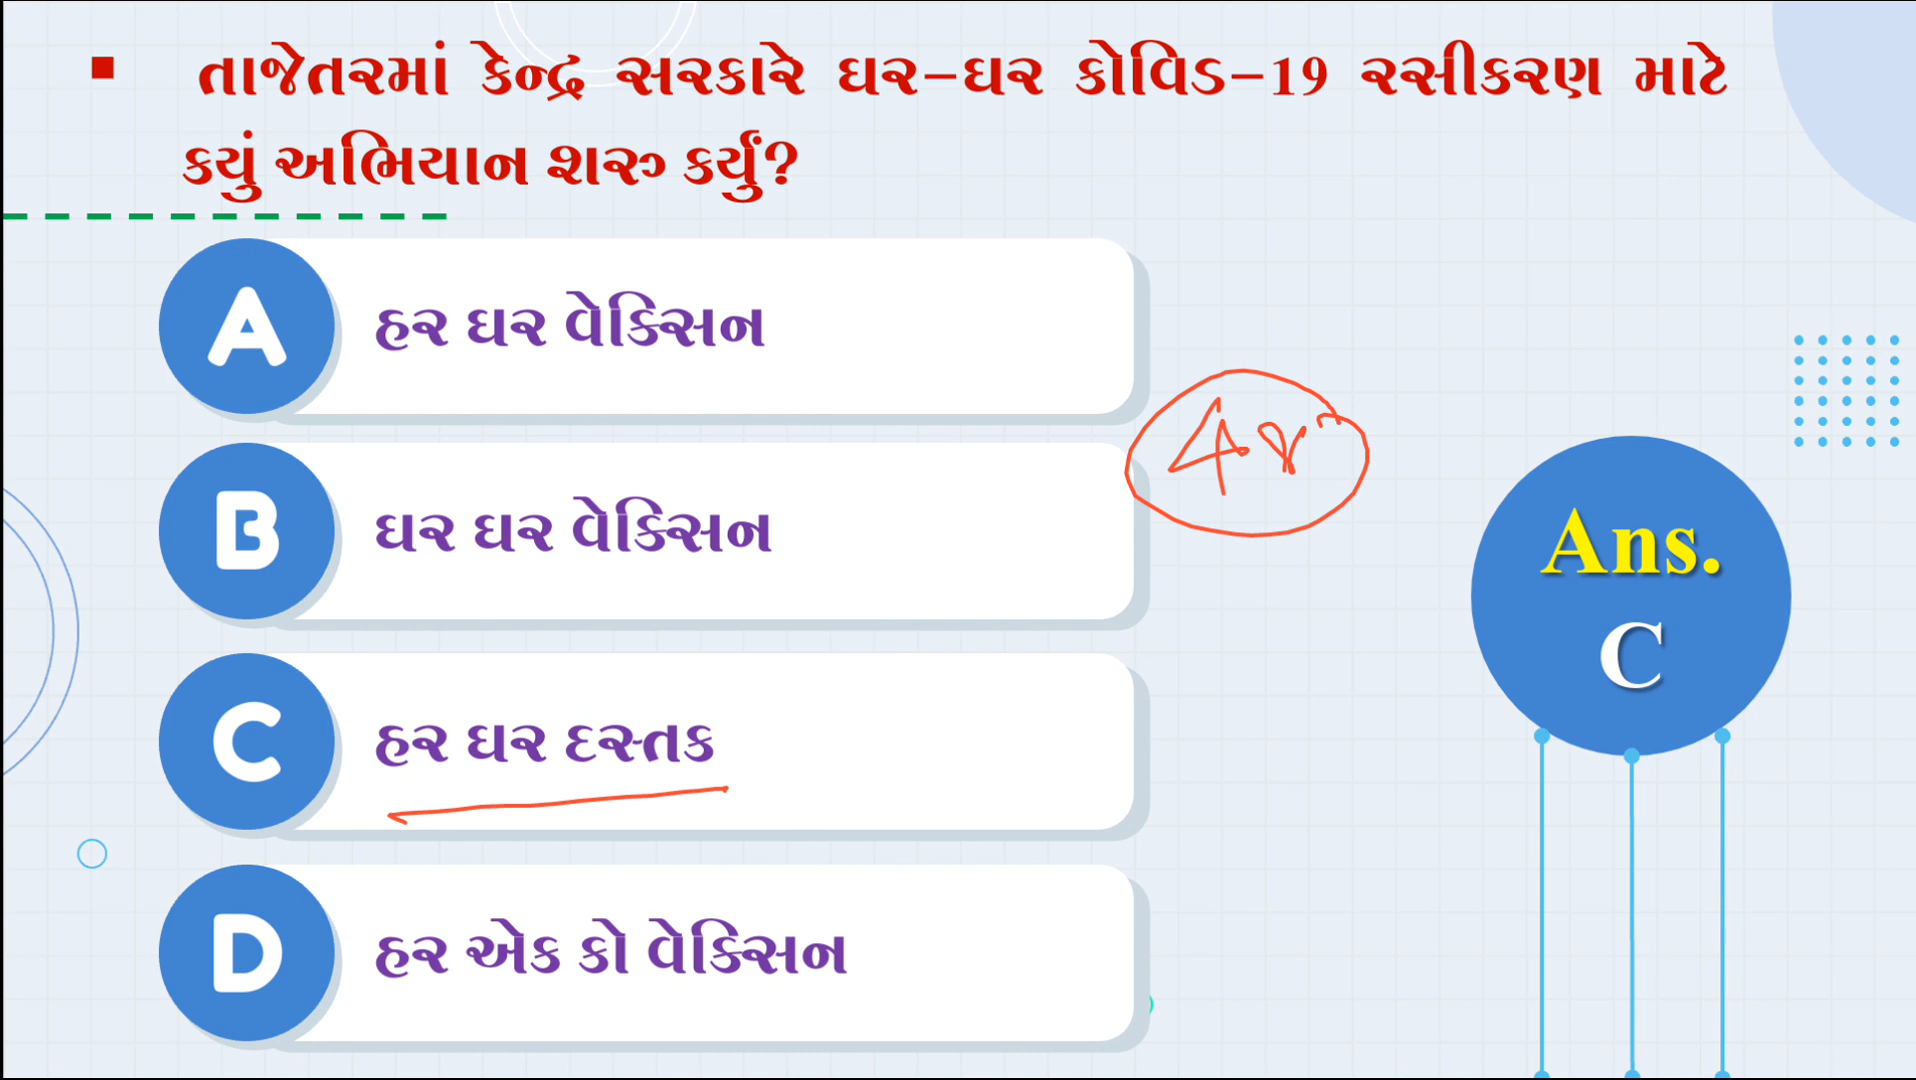 ▪ તાજેતરમાં કેન્દ્ર સરકારે ઘર-ઘર કોવિડ-19 રસીકરણ માટે
કયું અભિયાન શરુ કર્યું?
A હર ઘર વેક્સિન
B ઘર ઘર વેક્સિન
C હર ઘર દસ્તક
D હર એક કો વેક્સિન
Ans.
C